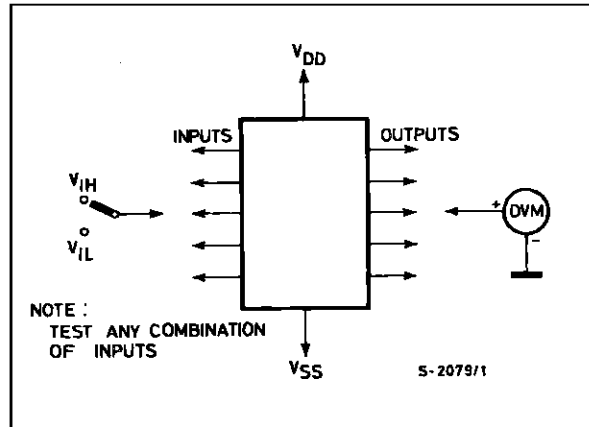 VDD
INPUTS
OUTPUTS
VIH
VIL
+
DVM
-
NOTE :
TEST ANY COMBINATION
OF INPUTS
VSS
S-2079/1